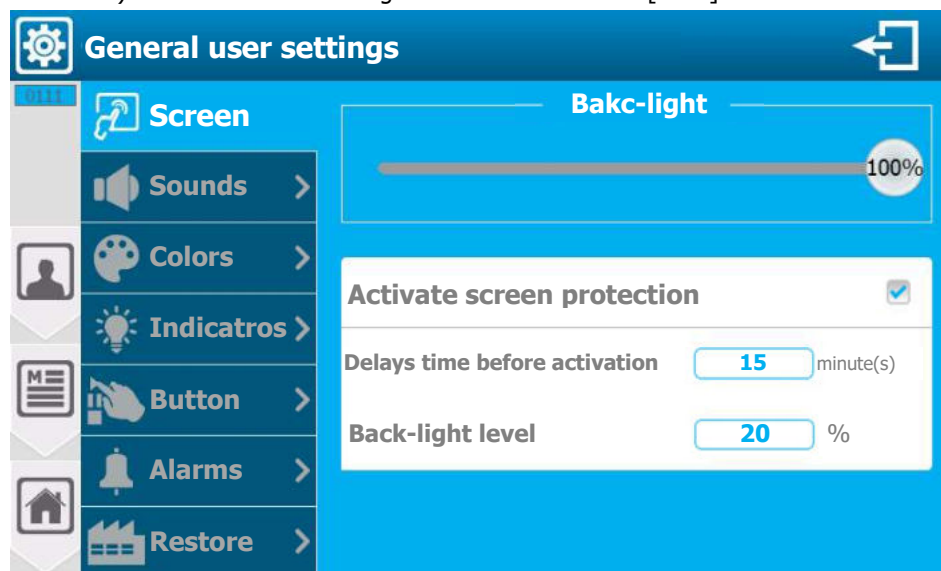 General user settings
0111
Screen
Bakc-light
100%
Sounds
Colors
Activate screen protection
Indicatros
Delays time before activation 15 minute(s)
M
Button
Back-light level 20 %
Alarms
Restore